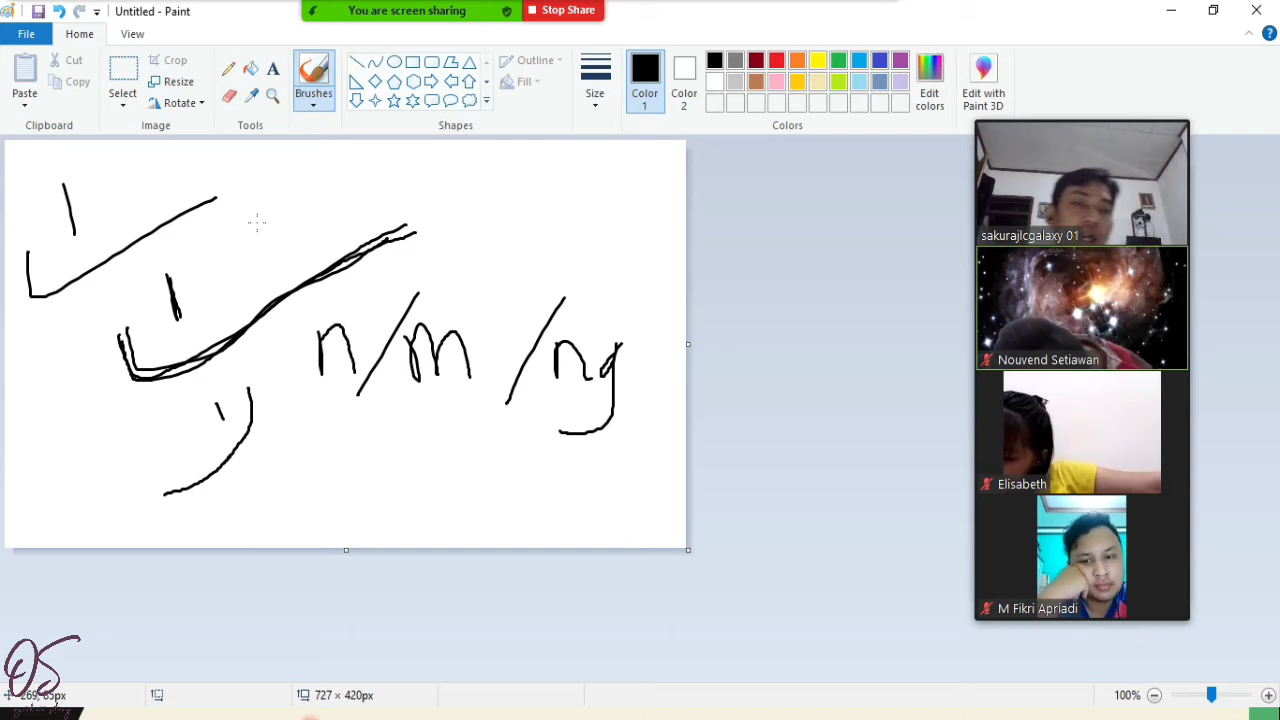 Untitled - Paint
You are screen sharing
Stop Share
File
Home
View
Paste
Cut
Copy
Clipboard
Select
Crop
Resize
Rotate
Image
Tools
Brushes
Shapes
Outline
Fill
Size
Color 1
Color 2
Edit colors
Edit with Paint 3D
Colors
n/m/ng
sakurajlcgalaxy 01
Nouvend Setiawan
Elisabeth
M Fikri Apriadi
727 × 420px
100%